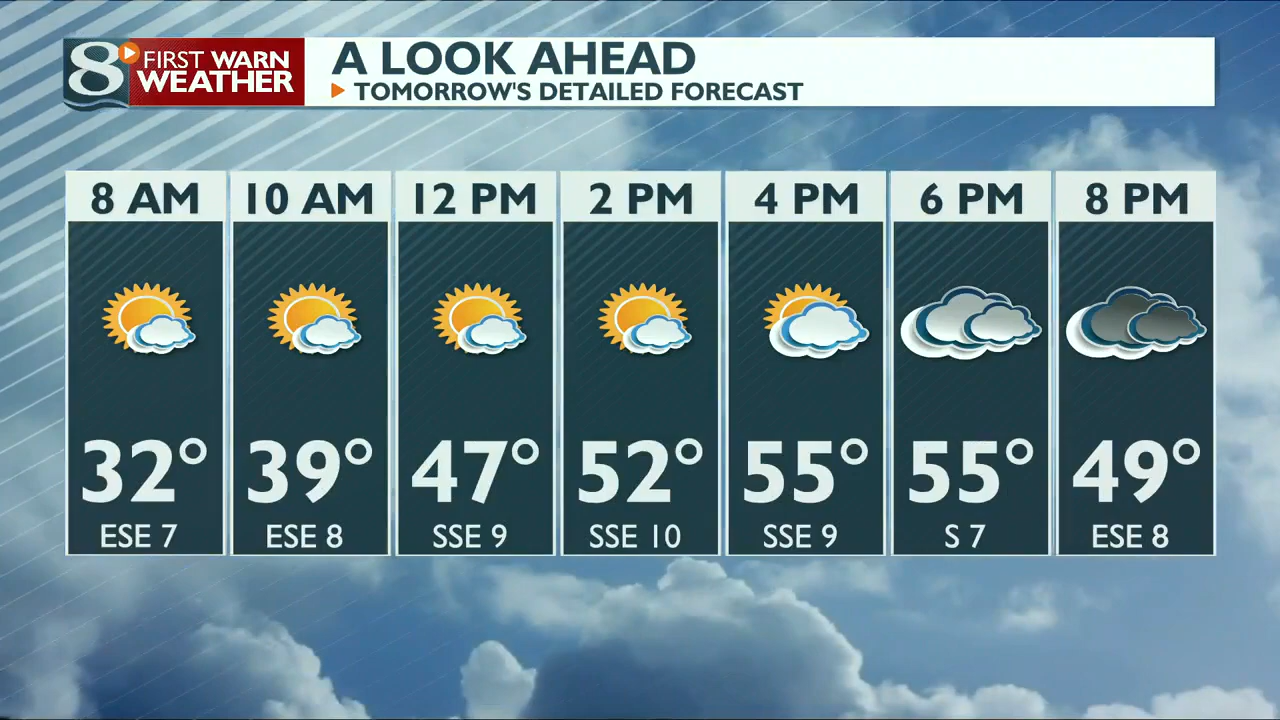 8 FIRST WARN
WEATHER
A LOOK AHEAD
TOMORROW'S DETAILED FORECAST
8 AM 10 AM 12 PM 2 PM 4 PM 6 PM 8 PM
32° 39° 47° 52° 55° 55° 49°
ESE 7 ESE 8 SSE 9 SSE 10 SSE 9 S 7 ESE 8